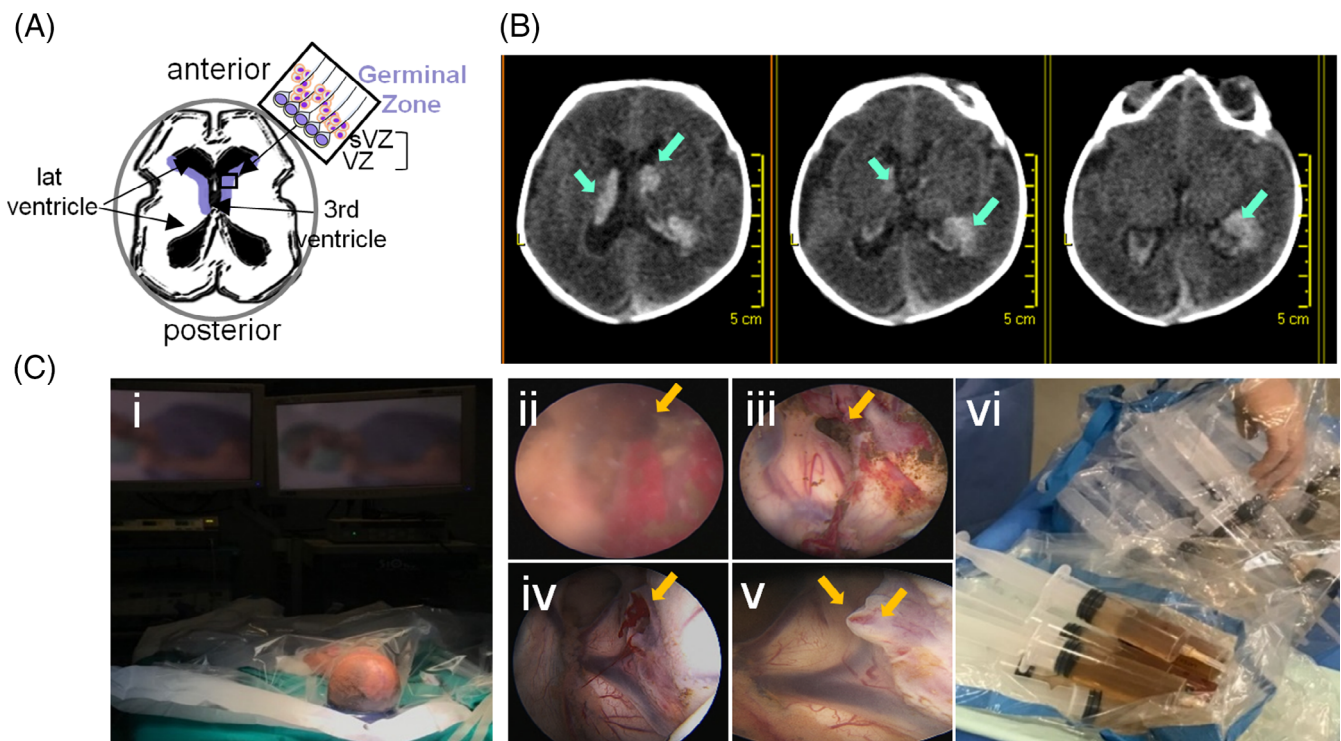 (A)
anterior
Germinal
Zone
sVZ
VZ
lat
ventricle
3rd
ventricle
posterior
(B)
L
5 cm
L
5 cm
L
5 cm
(C)
i
ii
iii
iv
v
vi